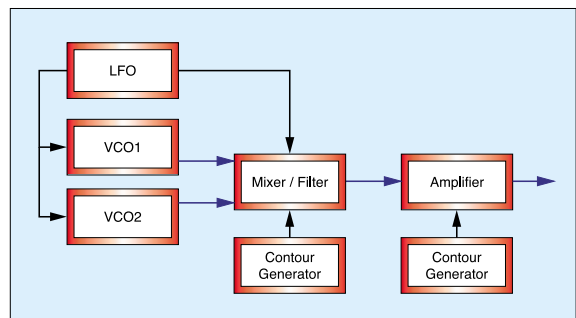 LFO
VCO1
VCO2
Mixer / Filter
Amplifier
Contour
Generator
Contour
Generator